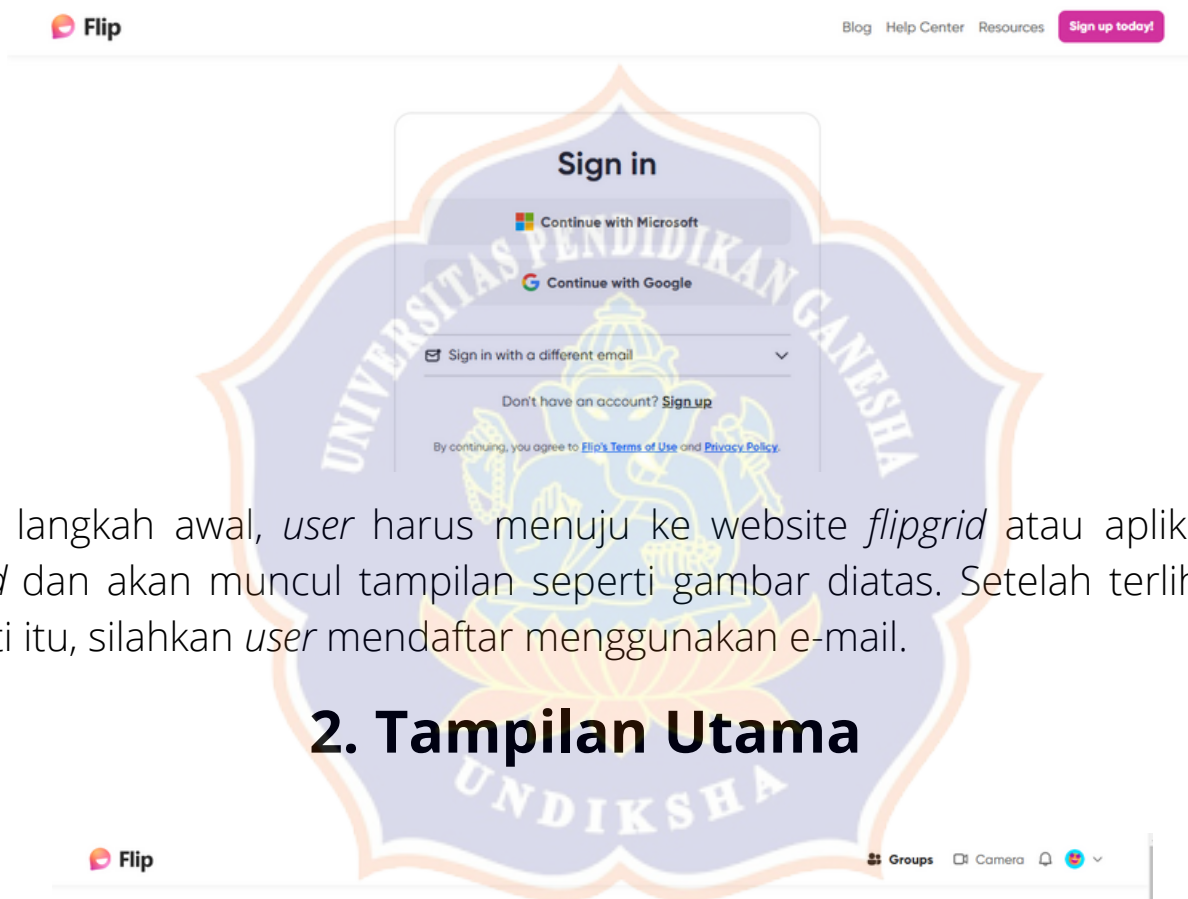 Flip
Blog Help Center Resources Sign up today!
Sign in
Continue with Microsoft
Continue with Google
Sign in with a different email
Don't have an account? Sign up
By continuing, you agree to Flip's Terms of Use and Privacy Policy.
UNIVERSITAS PENDIDIKAN GANESHA
langkah awal, user harus menuju ke website flipgrid atau
dan akan muncul tampilan seperti gambar diatas. Setelah
itu, silahkan user mendaftar menggunakan e-mail.
2. Tampilan Utama
UNDIKSHA
Flip
Groups Camera